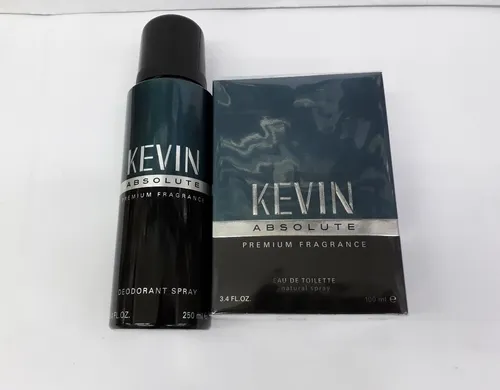 KEVIN
ABSOLUTE
PREMIUM FRAGRANCE
DEODORANT SPRAY
FL.OZ. 250 ml e
KEVIN
ABSOLUTE
PREMIUM FRAGRANCE
EAU DE TOILETTE
natural spray
3.4 FL.OZ. 100 ml e